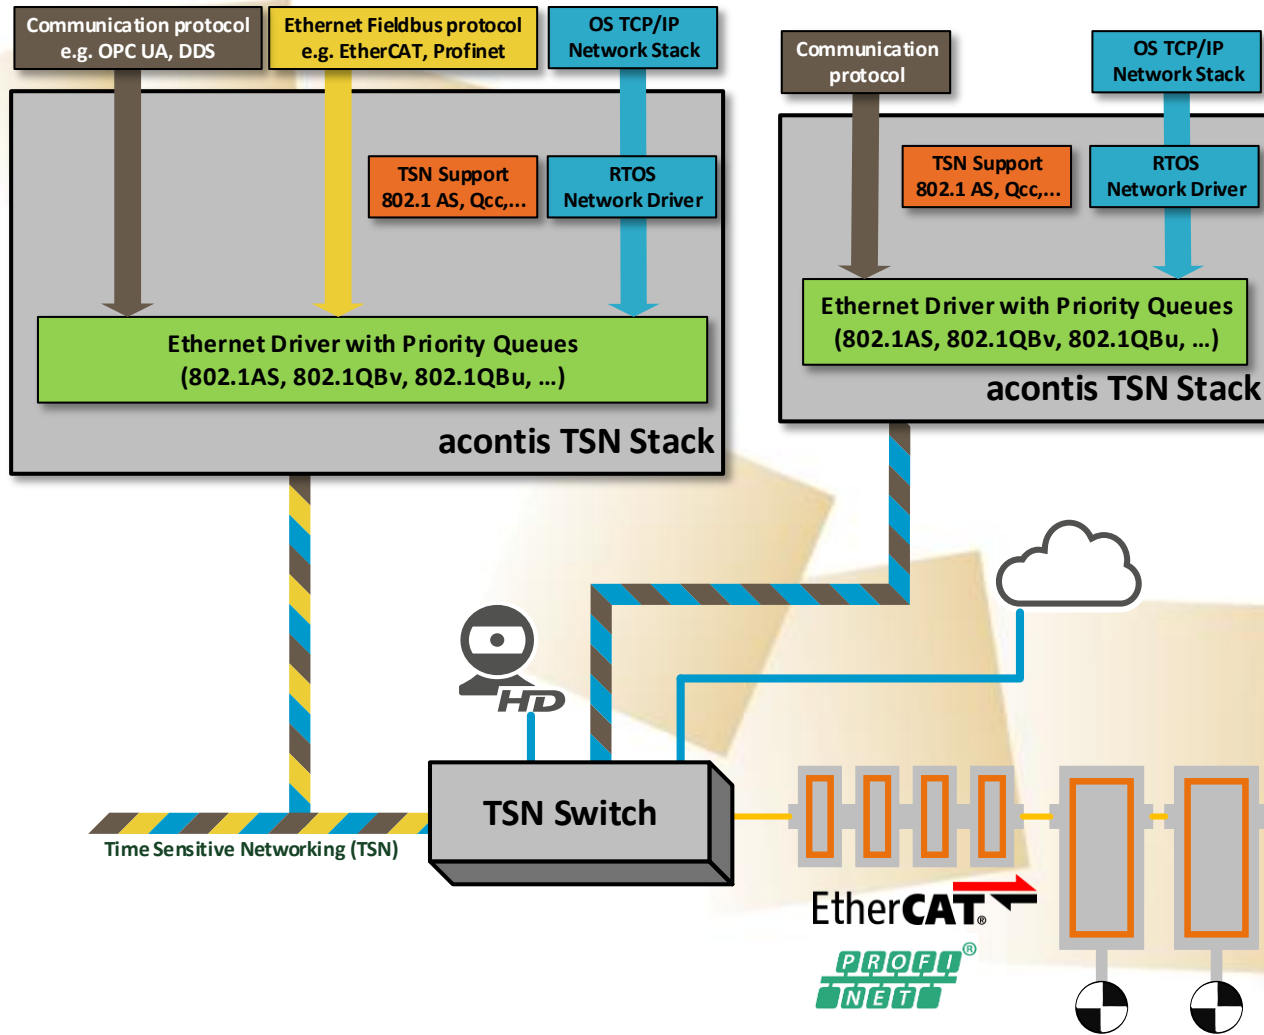 Communication protocol
e.g. OPC UA, DDS
Ethernet Fieldbus protocol
e.g. EtherCAT, Profinet
OS TCP/IP
Network Stack
TSN Support
802.1 AS, Qcc,...
RTOS
Network Driver
Ethernet Driver with Priority Queues
(802.1AS, 802.1QBv, 802.1QBu, ...)
acontis TSN Stack
Communication
protocol
OS TCP/IP
Network Stack
TSN Support
802.1 AS, Qcc,...
RTOS
Network Driver
Ethernet Driver with Priority Queues
(802.1AS, 802.1QBv, 802.1QBu, ...)
acontis TSN Stack
HD
TSN Switch
Time Sensitive Networking (TSN)
EtherCAT®
PROFI®
NET